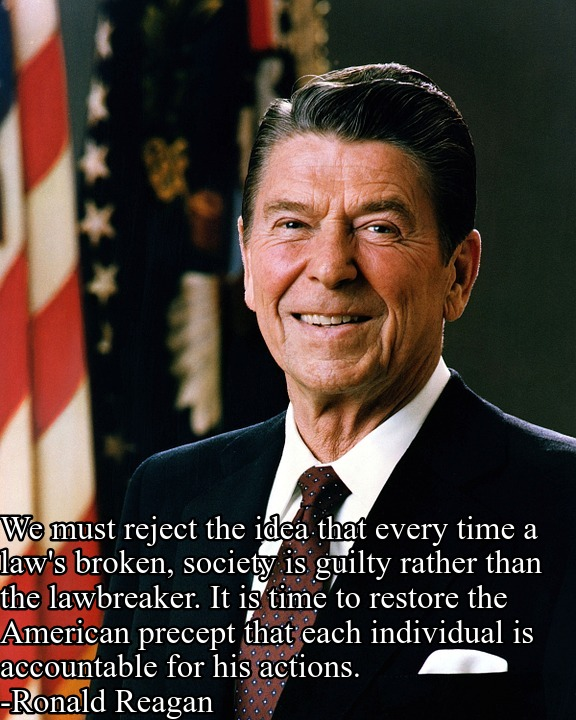 We must reject the idea that every time a
law's broken, society is guilty rather than
the lawbreaker. It is time to restore the
American precept that each individual is
accountable for his actions.
-Ronald Reagan